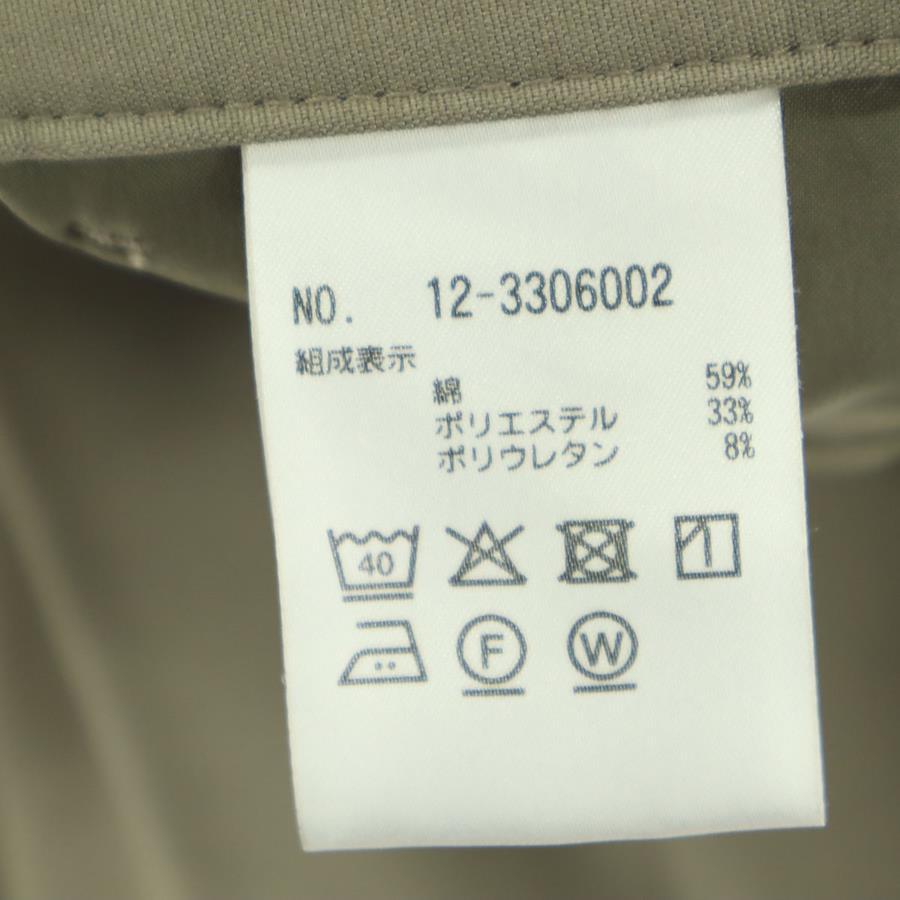 NO. 12-3306002
組成表示
綿 59%
ポリエステル 33%
ポリウレタン 8%
40
F W